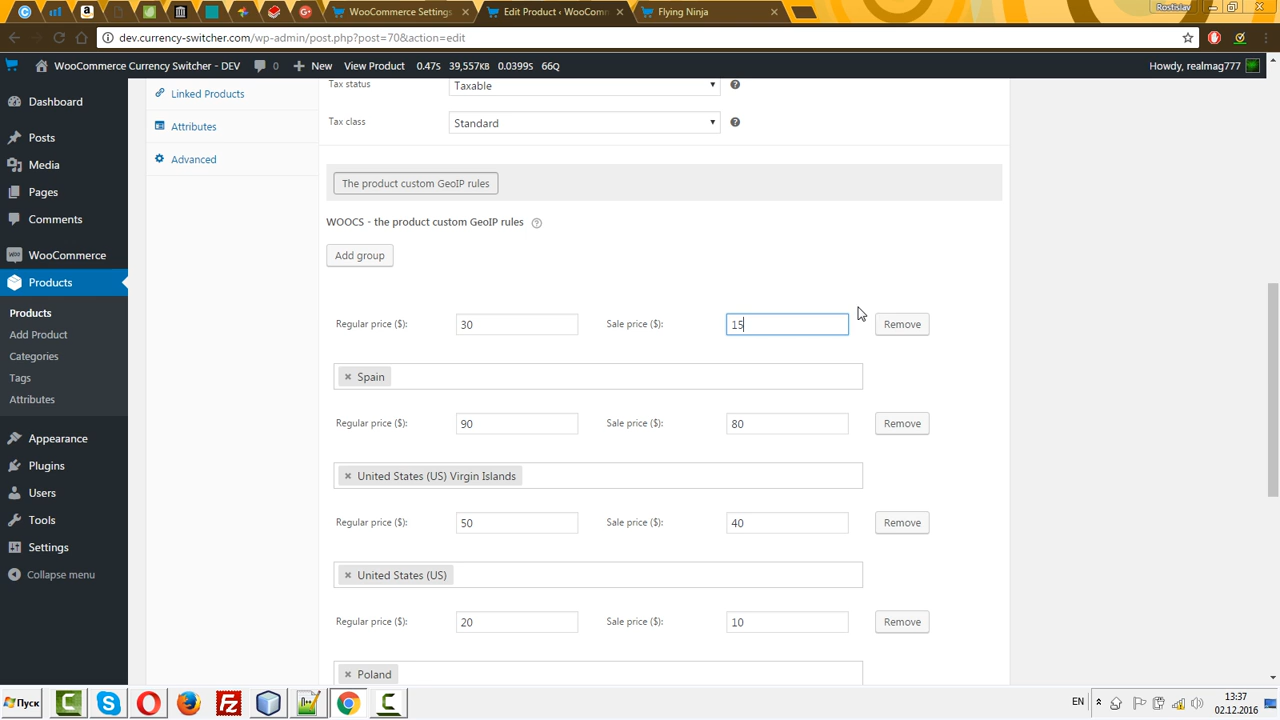 WooCommerce Settings
Edit Product ‹ WooComm
Flying Ninja
Rostislav
dev.currency-switcher.com/wp-admin/post.php?post=70&action=edit
WooCommerce Currency Switcher - DEV
0
New
View Product
0.47s
39,557ᴋʙ
0.0399s
66Q
Howdy, realmag777
Dashboard
Posts
Media
Pages
Comments
WooCommerce
Products
Products
Add Product
Categories
Tags
Attributes
Appearance
Plugins
Users
Tools
Settings
Collapse menu
Linked Products
Attributes
Advanced
Tax status
Taxable
Tax class
Standard
The product custom GeoIP rules
WOOCS - the product custom GeoIP rules
Add group
Regular price ($): 30 Sale price ($): 15 Remove
× Spain
Regular price ($): 90 Sale price ($): 80 Remove
× United States (US) Virgin Islands
Regular price ($): 50 Sale price ($): 40 Remove
× United States (US)
Regular price ($): 20 Sale price ($): 10 Remove
× Poland
Пуск
EN
13:37
02.12.2016